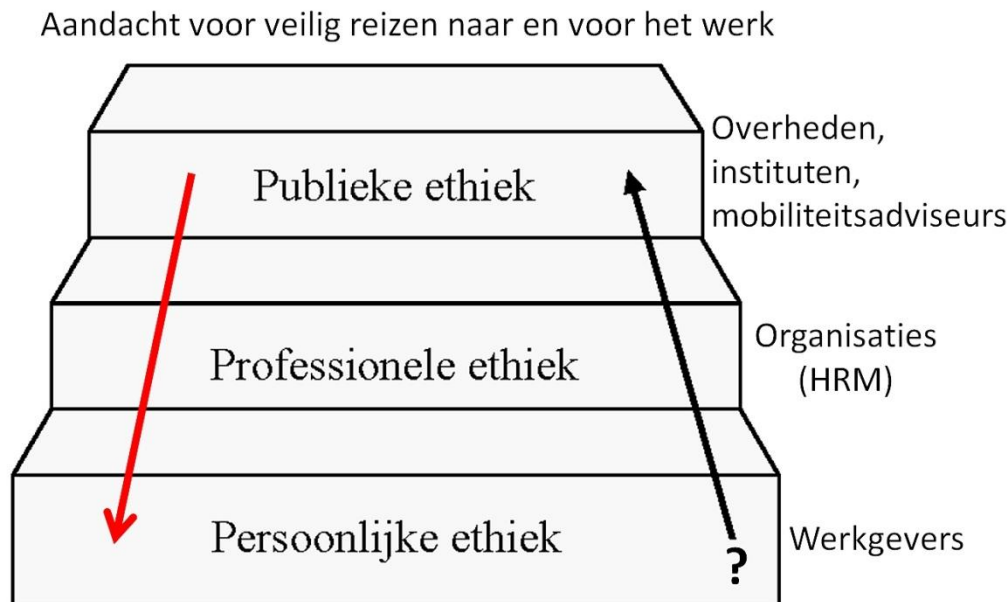 Aandacht voor veilig reizen naar en voor het werk
Publieke ethiek
Overheden,
instituten,
mobiliteitsadviseurs
Professionele ethiek
Organisaties
(HRM)
Persoonlijke ethiek
?
Werkgevers